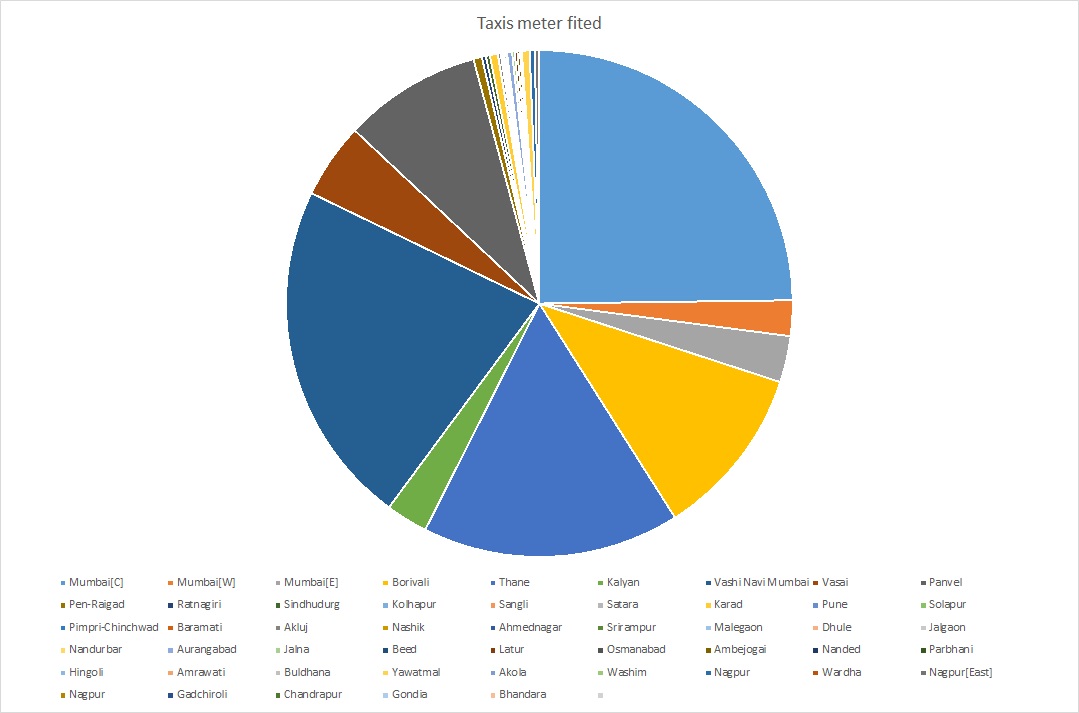 Taxis meter fited
Mumbai[C] Mumbai[W] Mumbai[E] Borivali Thane Kalyan Vashi Navi Mumbai Vasai Panvel
Pen-Raigad Ratnagiri Sindhudurg Kolhapur Sangli Satara Karad Pune Solapur
Pimpri-Chinchwad Baramati Akluj Nashik Ahmednagar Srirampur Malegaon Dhule Jalgaon
Nandurbar Aurangabad Jalna Beed Latur Osmanabad Ambejogai Nanded Parbhani
Hingoli Amrawati Buldhana Yawatmal Akola Washim Nagpur Wardha Nagpur[East]
Nagpur Gadchiroli Chandrapur Gondia Bhandara